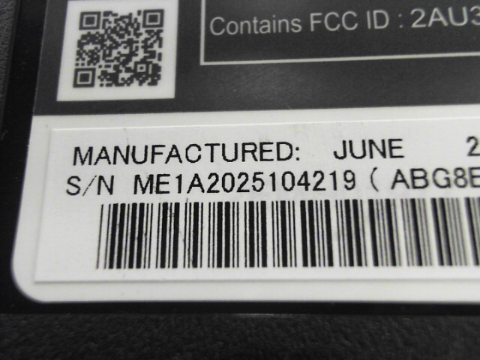 Contains FCC ID : 2AU3
MANUFACTURED: JUNE 2
S/N ME1A2025104219 ( ABG8E